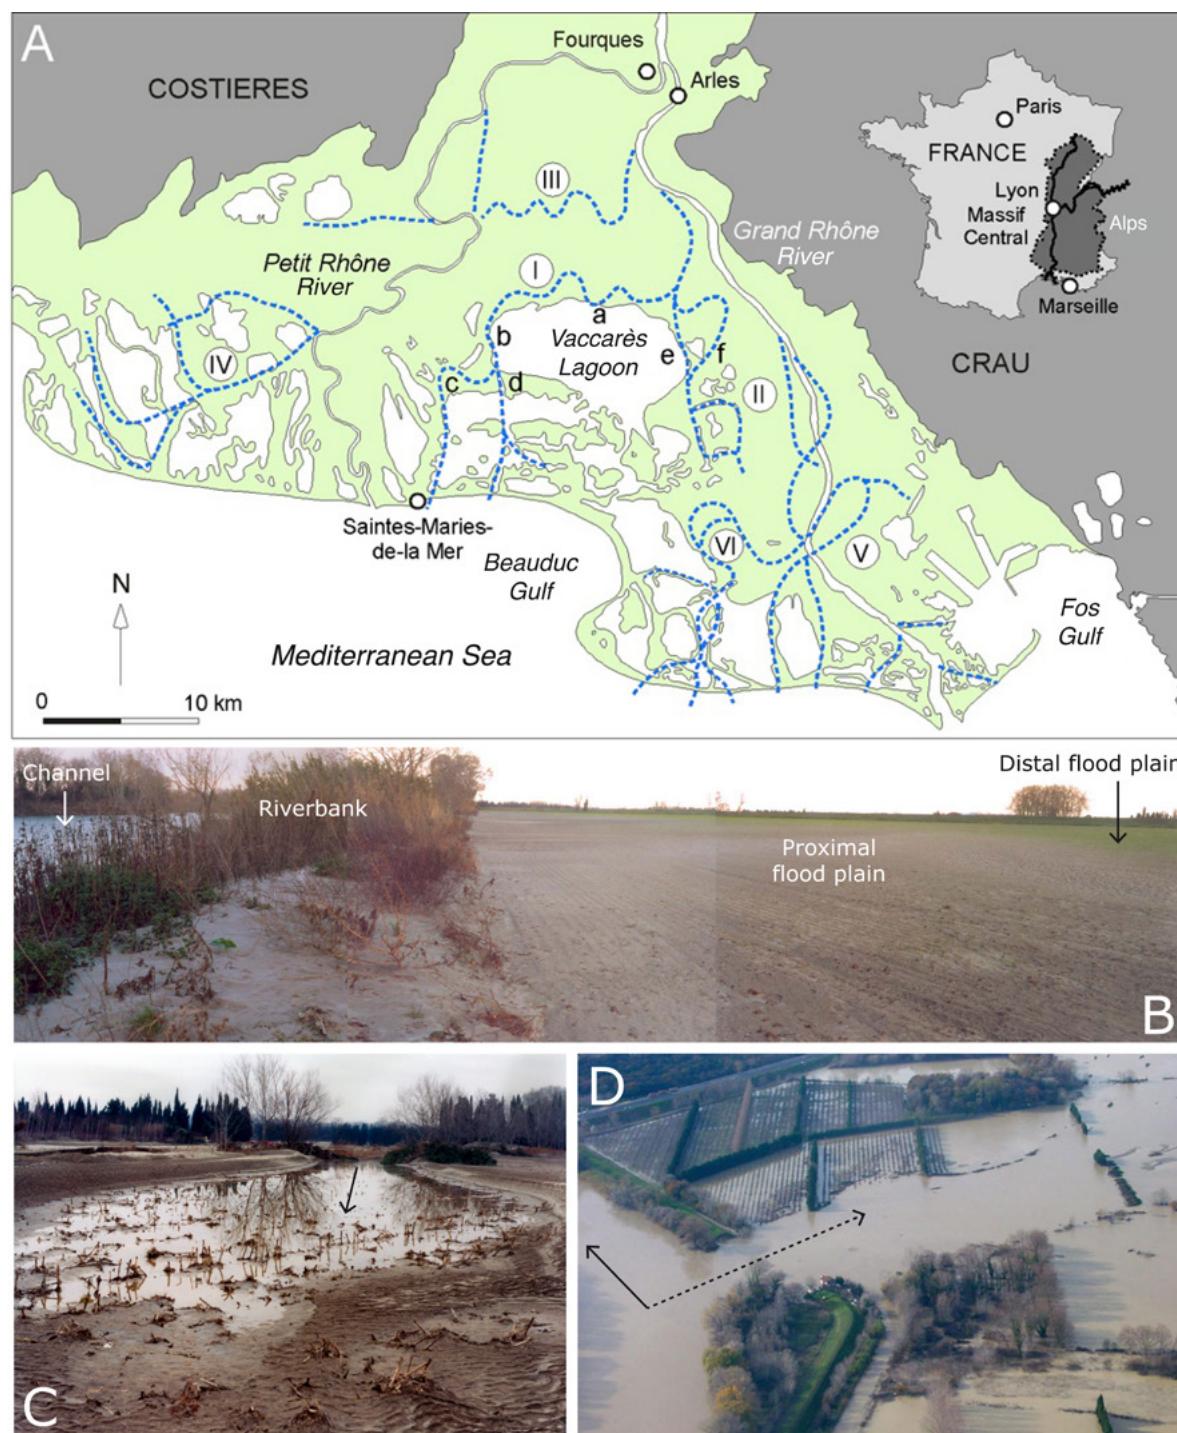 A
COSTIERES
Fourques
Arles
Paris
FRANCE
Lyon
Massif
Central
Alps
Marseille
III
Grand Rhône
River
Petit Rhône
River
I
a
b
Vaccarès
Lagoon
e
f
CRAU
IV
c
d
II
Saintes-Maries-
de-la Mer
VI
V
Beauduc
Gulf
Fos
Gulf
N
Mediterranean Sea
0
10 km
Channel
Riverbank
Distal flood plain
Proximal
flood plain
B
C
D